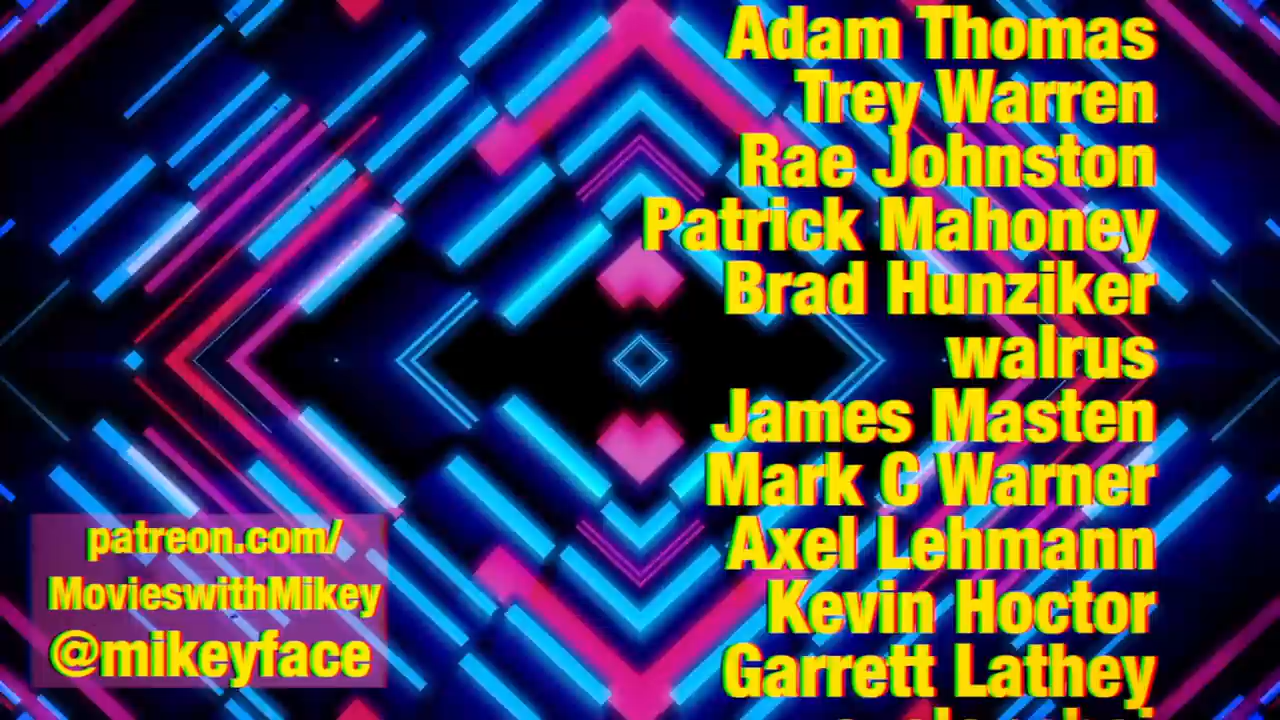 Adam Thomas
Trey Warren
Rae Johnston
Patrick Mahoney
Brad Hunziker
walrus
James Masten
Mark C Warner
Axel Lehmann
Kevin Hoctor
Garrett Lathey
patreon.com/
MovieswithMikey
@mikeyface